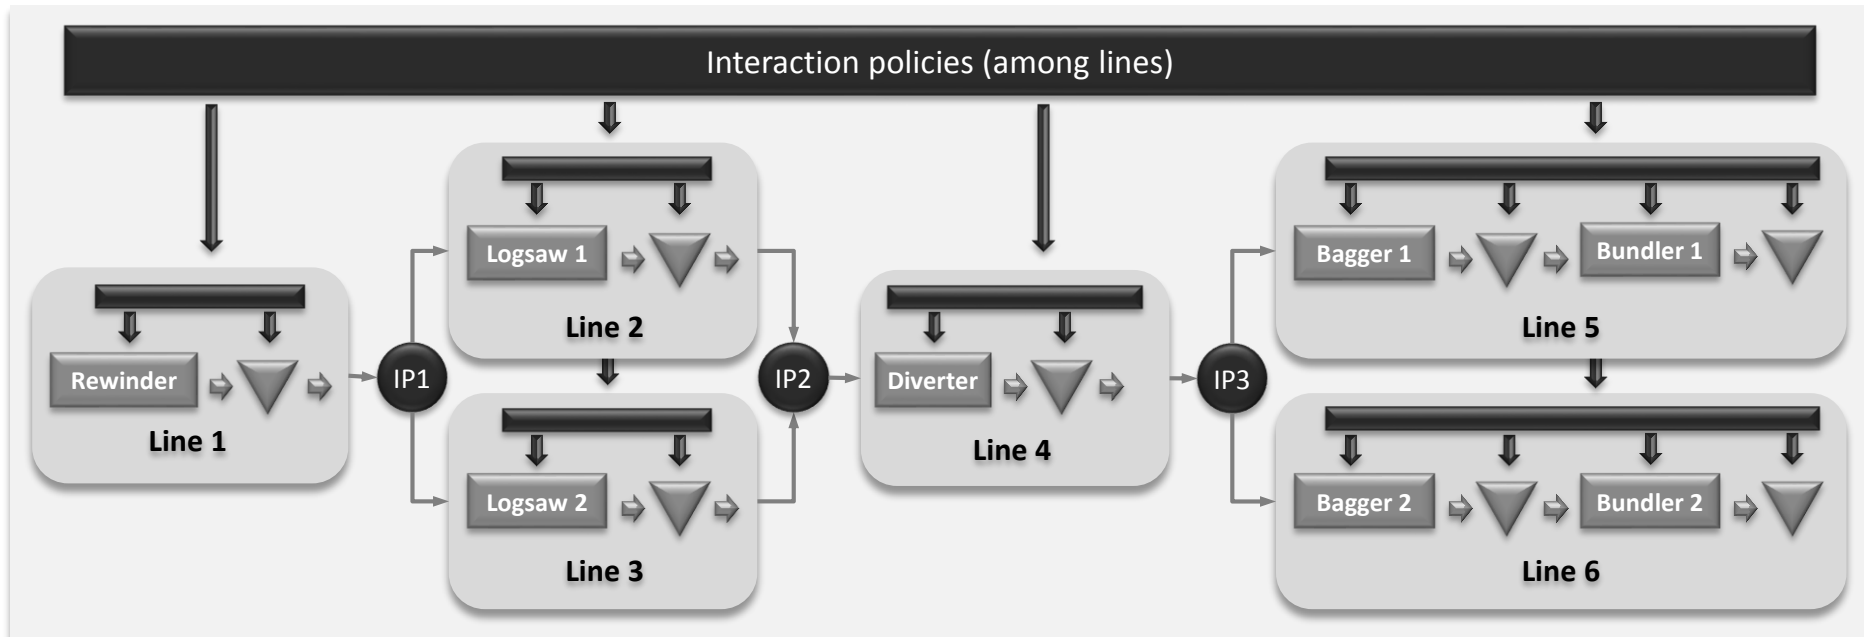 Interaction policies (among lines)
Logsaw 1
Line 2
Bagger 1
Bundler 1
Line 5
Rewinder
Line 1
IP1
IP2
Diverter
Line 4
IP3
Logsaw 2
Line 3
Bagger 2
Bundler 2
Line 6